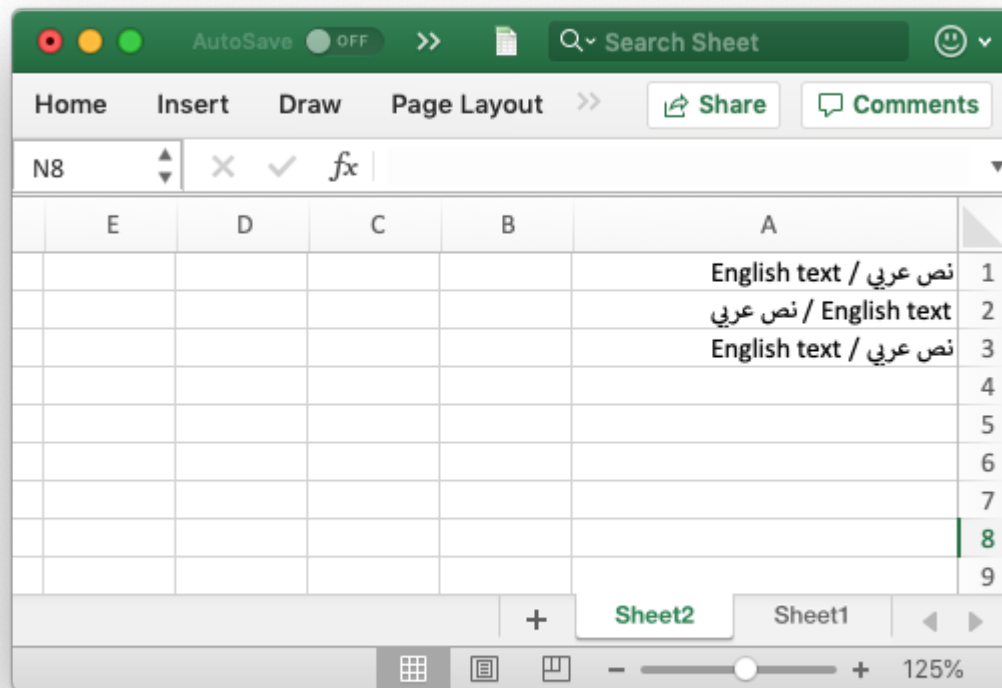 AutoSave OFF Search Sheet
Home Insert Draw Page Layout Share Comments
N8 fx
E D C B A
نص عربي / English text 1
نص عربي / English text 2
نص عربي / English text 3
4
5
6
7
8
9
+ Sheet2 Sheet1
125%